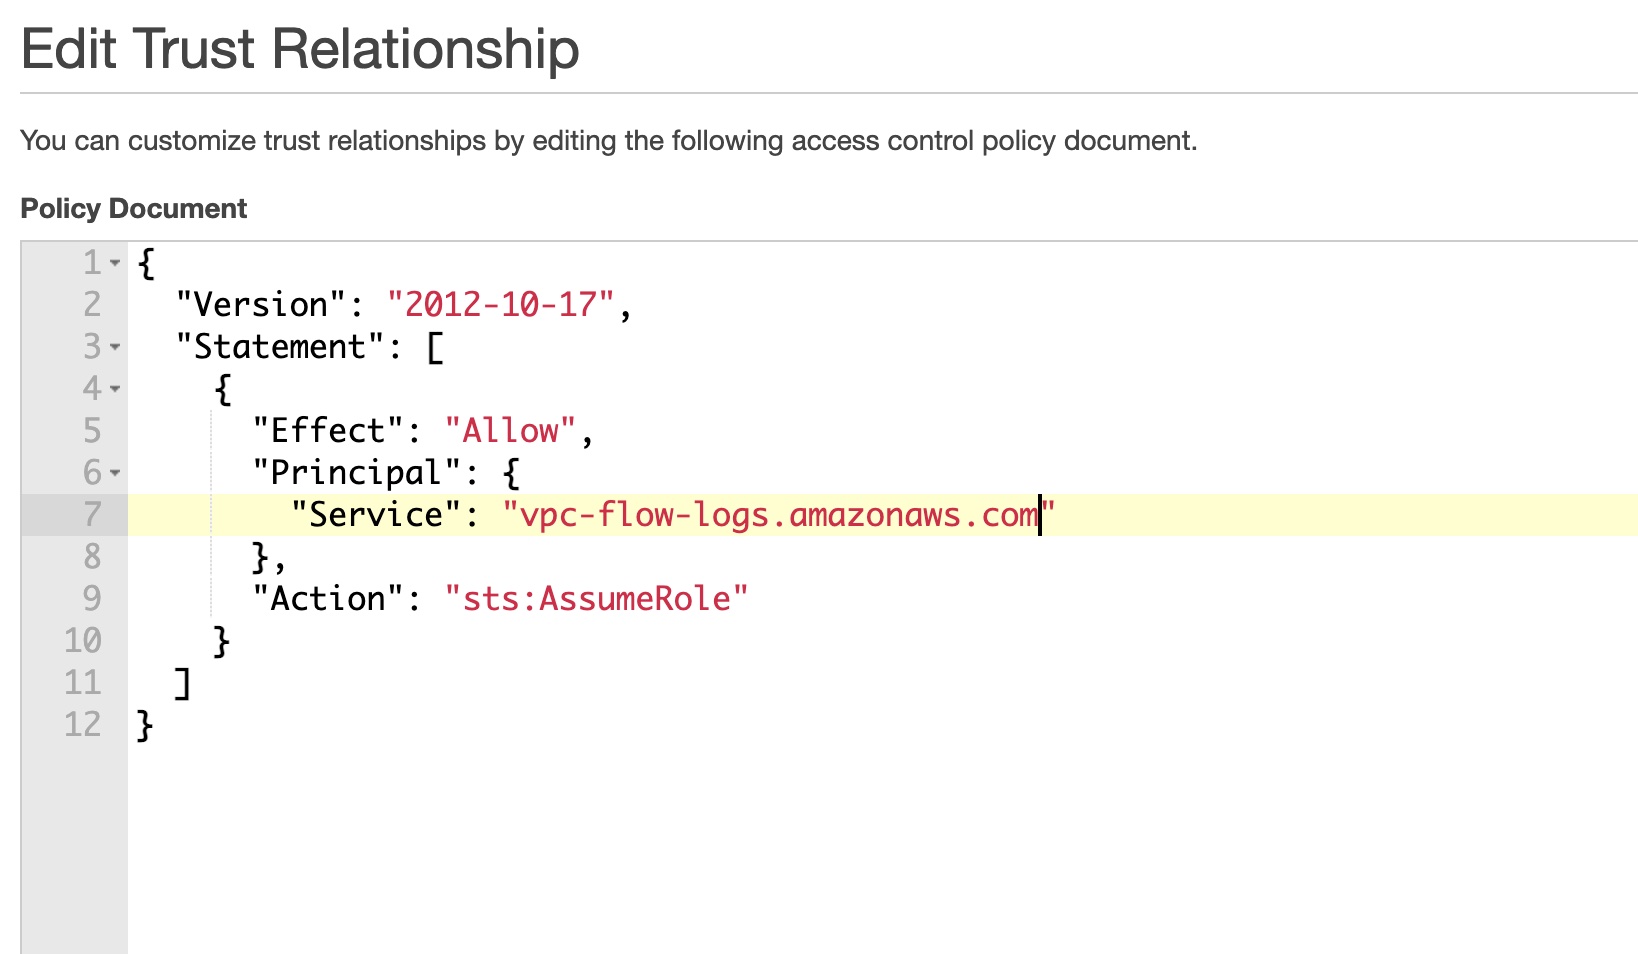 Edit Trust Relationship
You can customize trust relationships by editing the following access control policy document.
Policy Document
1 {
2   "Version": "2012-10-17",
3   "Statement": [
4     {
5       "Effect": "Allow",
6       "Principal": {
7         "Service": "vpc-flow-logs.amazonaws.com"
8       },
9       "Action": "sts:AssumeRole"
10     }
11   ]
12 }